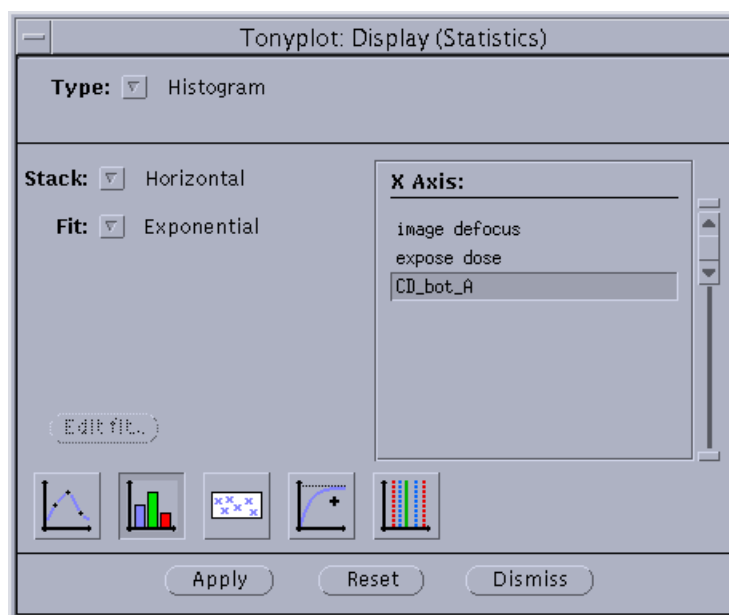 Tonyplot: Display (Statistics)
Type: Histogram
Stack: Horizontal
Fit: Exponential
X Axis:
image defocus
expose dose
CD_bot_A
Edit fit..
Apply Reset Dismiss